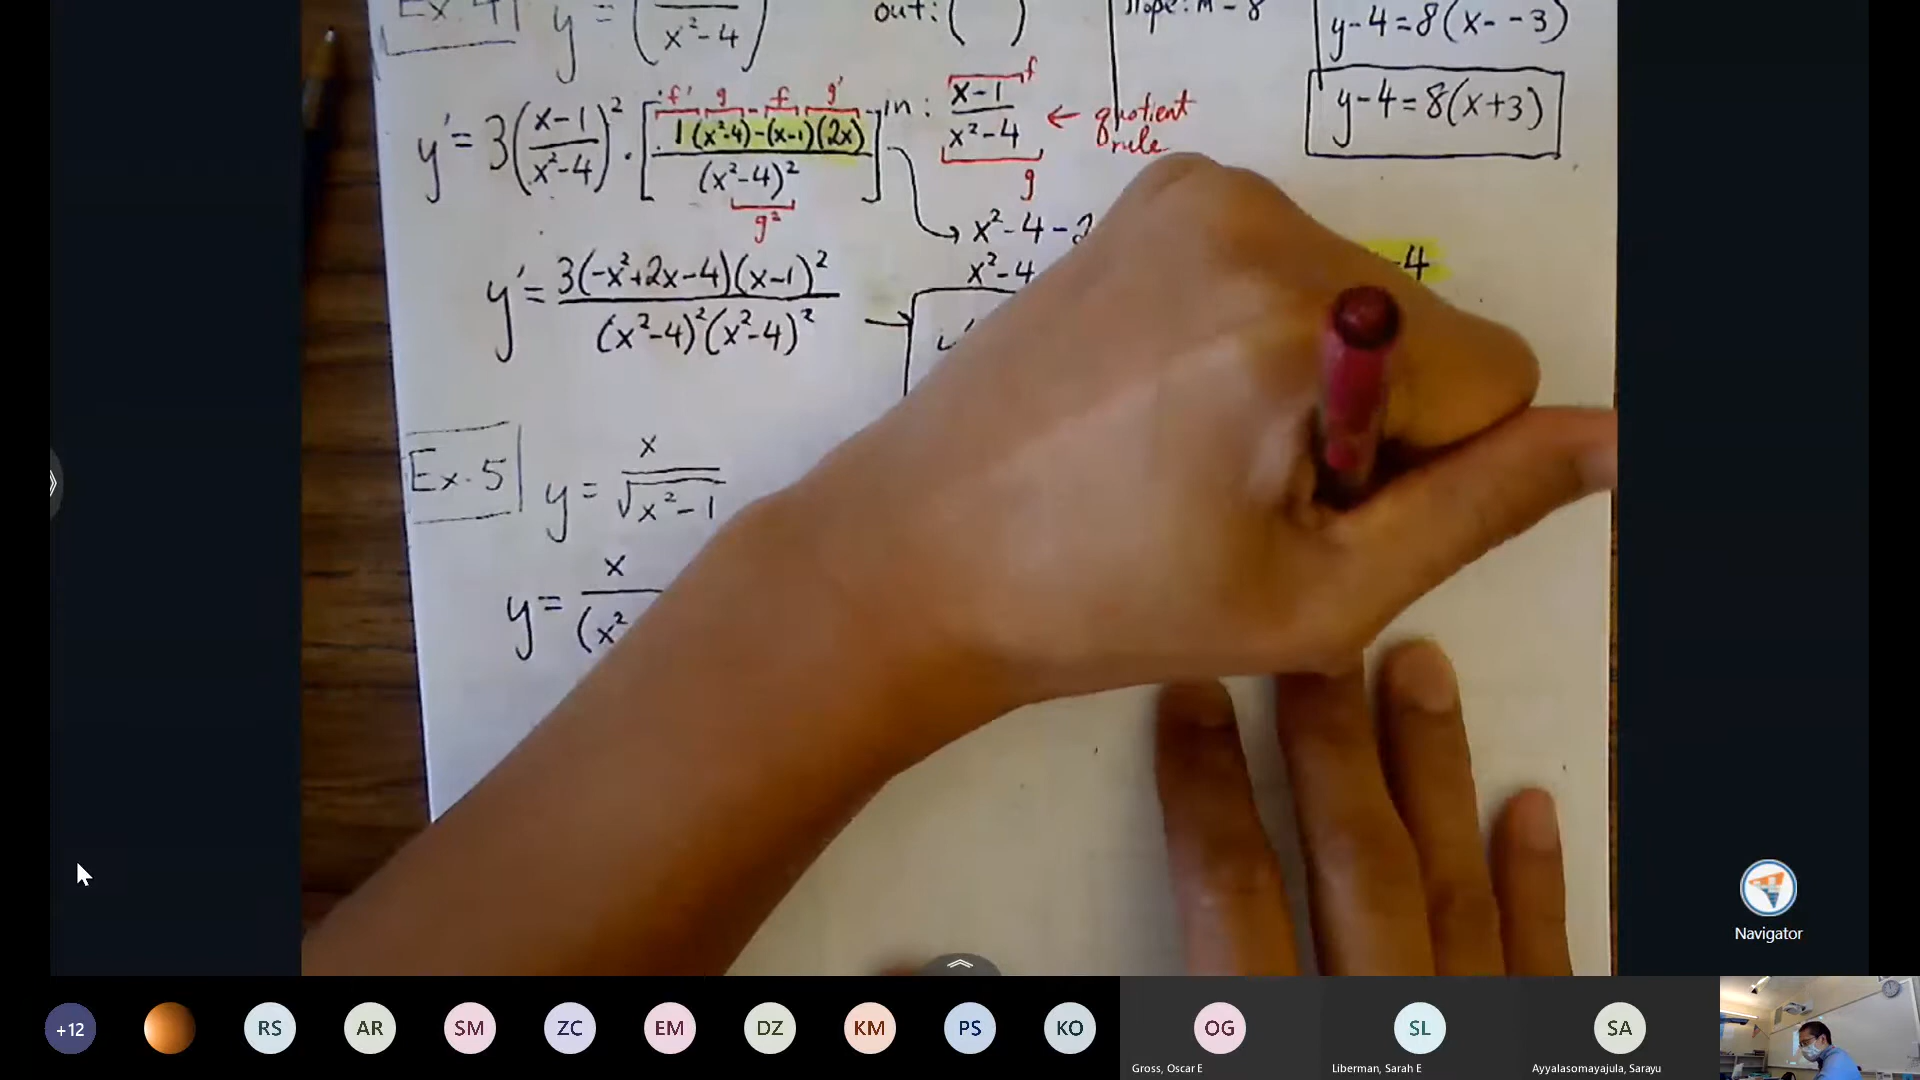 Ex. 4 y = ( / x²-4 )
out: ( )
slope: m = 8
y-4=8(x--3)
y-4=8(x+3)
f' g - f g'
y' = 3((x-1)/(x²-4))² · [ (1(x²-4)-(x-1)(2x)) / (x²-4)² ]
g²
in: (x-1)/(x²-4) ← quotient rule
f
g
x²-4-2
x²-4
-4
y' = 3(-x²+2x-4)(x-1)² / (x²-4)²(x²-4)²
Ex. 5 y = x/√(x²-1)
y = x/(x²
Navigator
+12
RS
AR
SM
ZC
EM
DZ
KM
PS
KO
OG
SL
SA
Gross, Oscar E
Liberman, Sarah E
Ayyalasomayajula, Sarayu